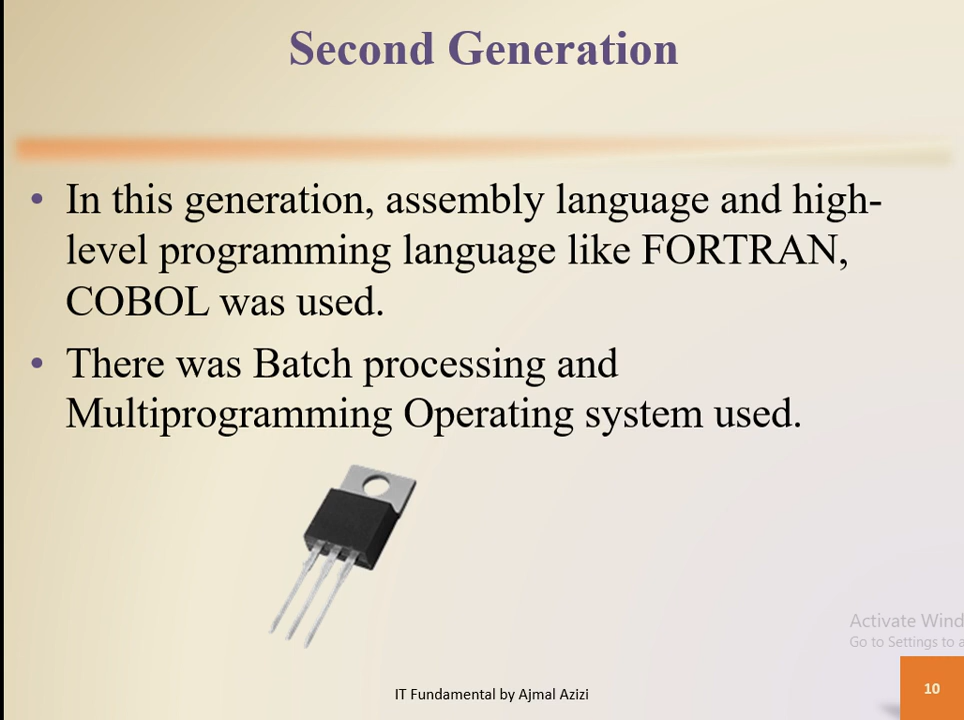 Second Generation
• In this generation, assembly language and high-
level programming language like FORTRAN,
COBOL was used.
• There was Batch processing and
Multiprogramming Operating system used.
Activate Wind
Go to Settings to a
IT Fundamental by Ajmal Azizi
10